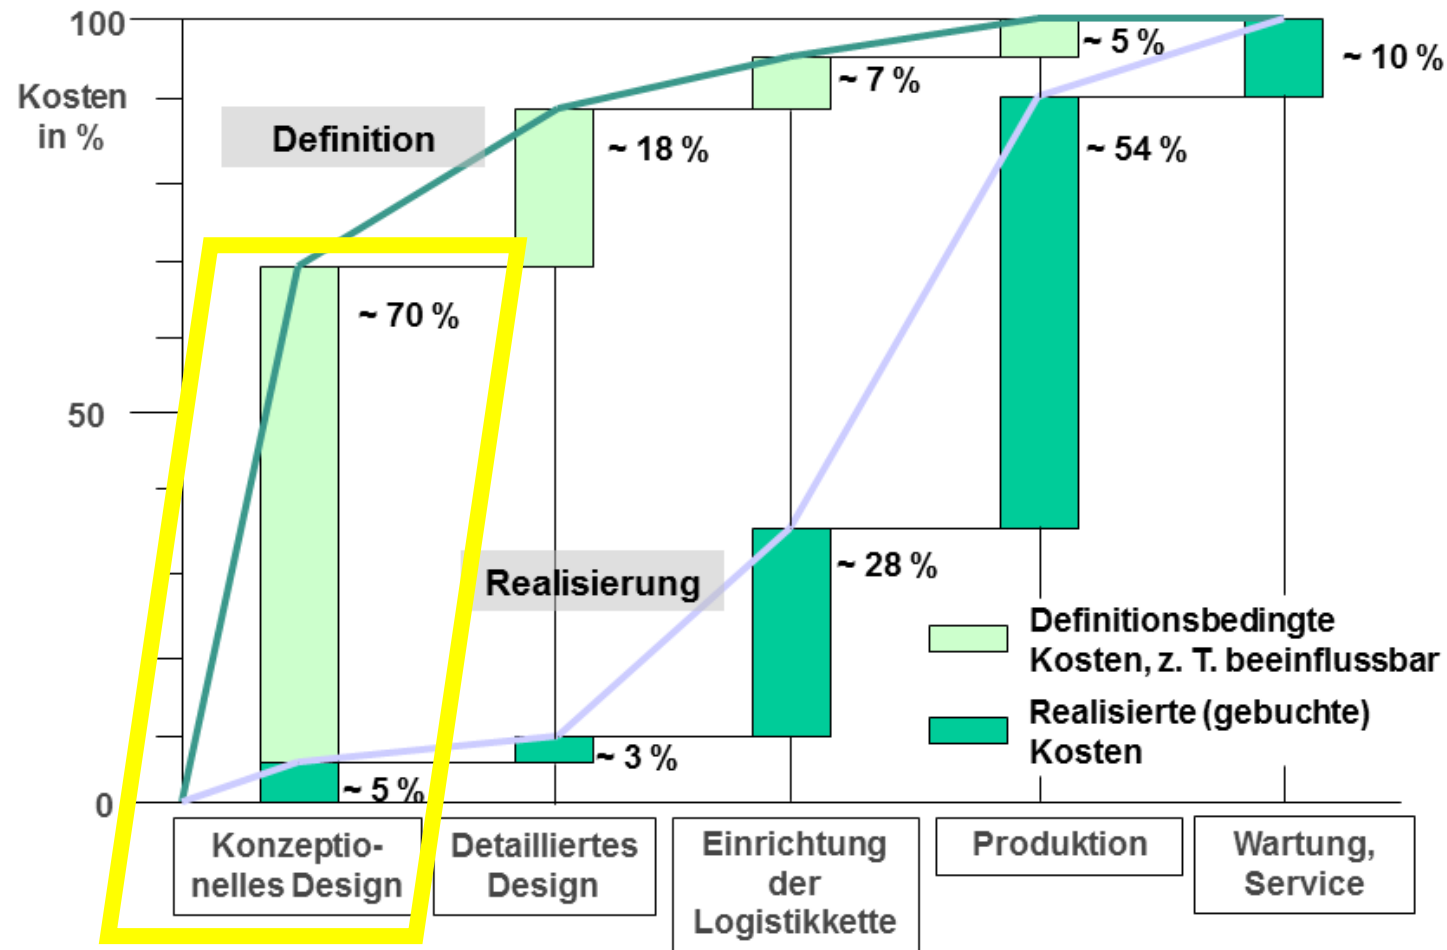 100
Kosten
in %
50
0
Definition
~ 70 %
~ 18 %
~ 7 %
~ 5 %
~ 10 %
~ 54 %
Realisierung
~ 28 %
~ 3 %
~ 5 %
Definitionsbedingte
Kosten, z. T. beeinflussbar
Realisierte (gebuchte)
Kosten
Konzeptio-
nelles Design
Detailliertes
Design
Einrichtung
der
Logistikkette
Produktion
Wartung,
Service